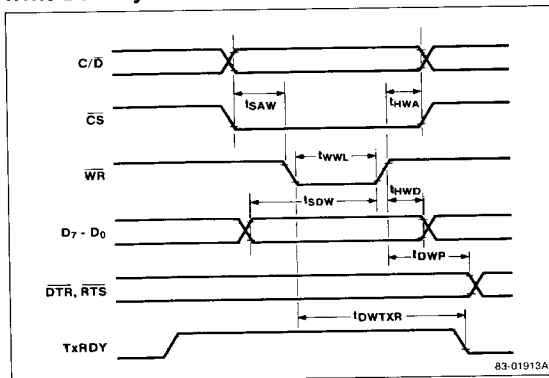 C/D̅
tSAW
tHWA
C̅S̅
tWWL
W̅R̅
tSDW
tHWD
D7 - D0
tDWP
D̅T̅R̅, R̅T̅S̅
tDWTXR
TxRDY
83-01913A